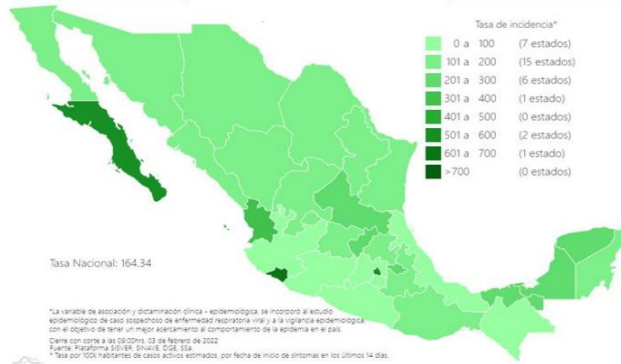 Tasa de incidencia*
0 a 100 (7 estados)
101 a 200 (15 estados)
201 a 300 (6 estados)
301 a 400 (1 estado)
401 a 500 (0 estados)
501 a 600 (2 estados)
601 a 700 (1 estado)
>700 (0 estados)
Tasa Nacional: 164.34
*La variable de asociación y dictaminación clínica - epidemiológica, se incorporó al estudio
epidemiológico de caso sospechoso de enfermedad respiratoria viral y a la vigilancia epidemiológica
con el objetivo de tener un mejor acercamiento al comportamiento de la epidemia en el país.
Cierre con corte a las 09:00hrs, 03 de febrero de 2022
Fuente: Plataforma SISVER, SINAVE, DGE, SSa.
* Tasa por 100k habitantes de casos activos estimados, por fecha de inicio de síntomas en los últimos 14 días.